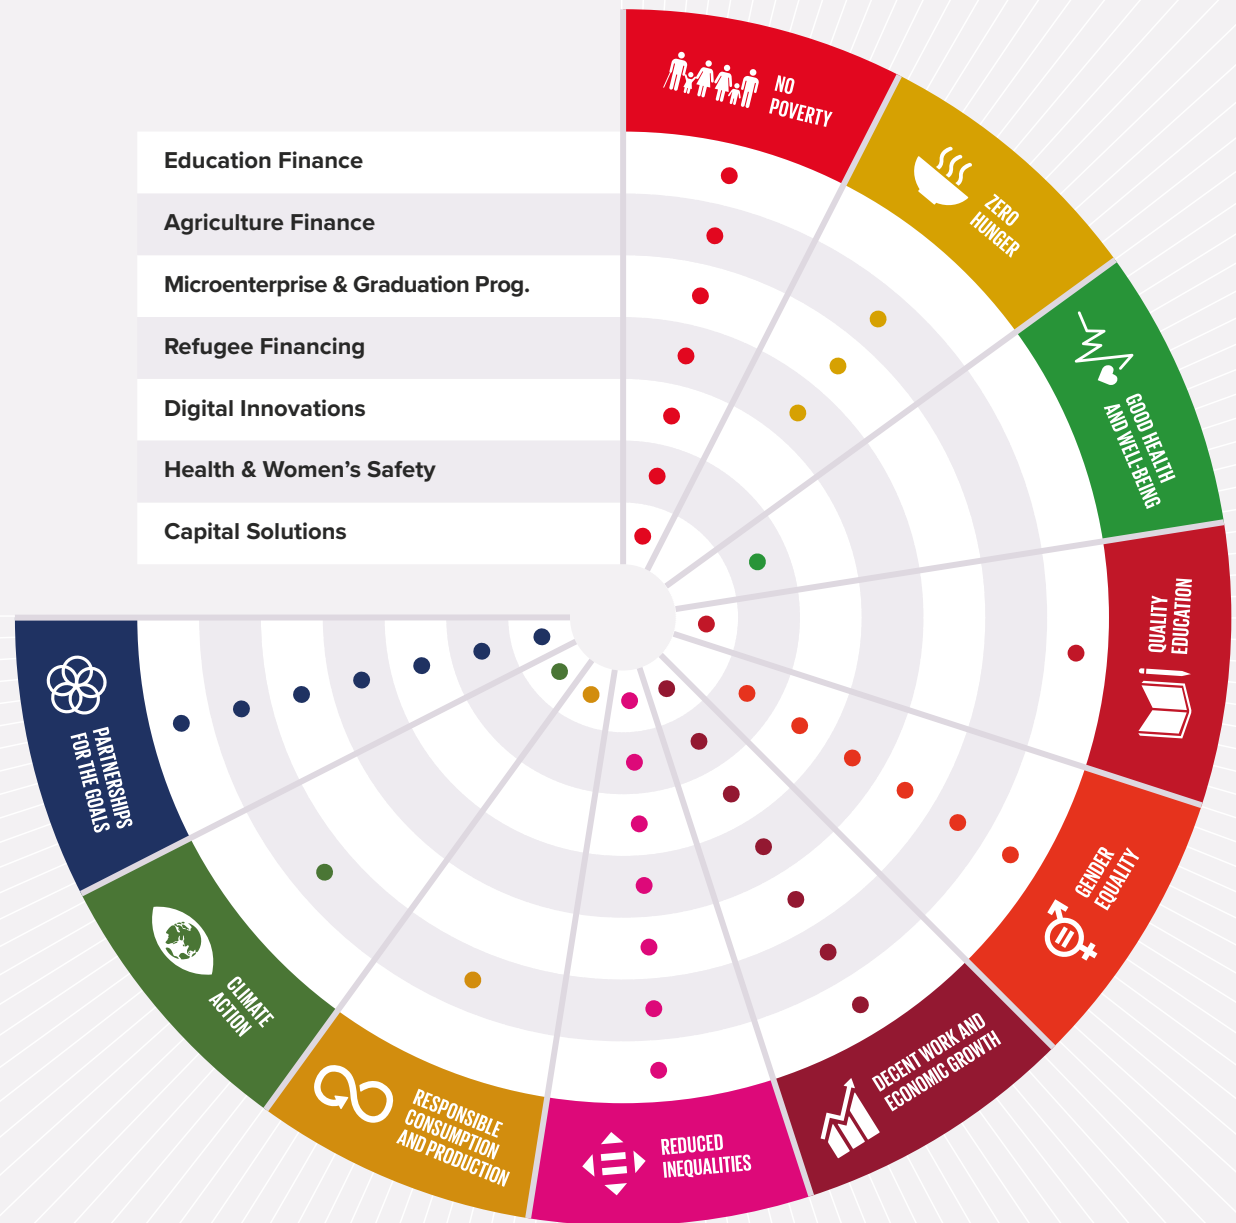 NO
POVERTY
ZERO
HUNGER
GOOD HEALTH
AND WELL-BEING
QUALITY
EDUCATION
GENDER
EQUALITY
DECENT WORK AND
ECONOMIC GROWTH
REDUCED
INEQUALITIES
RESPONSIBLE
CONSUMPTION
AND PRODUCTION
CLIMATE
ACTION
PARTNERSHIPS
FOR THE GOALS
Education Finance
Agriculture Finance
Microenterprise & Graduation Prog.
Refugee Financing
Digital Innovations
Health & Women’s Safety
Capital Solutions